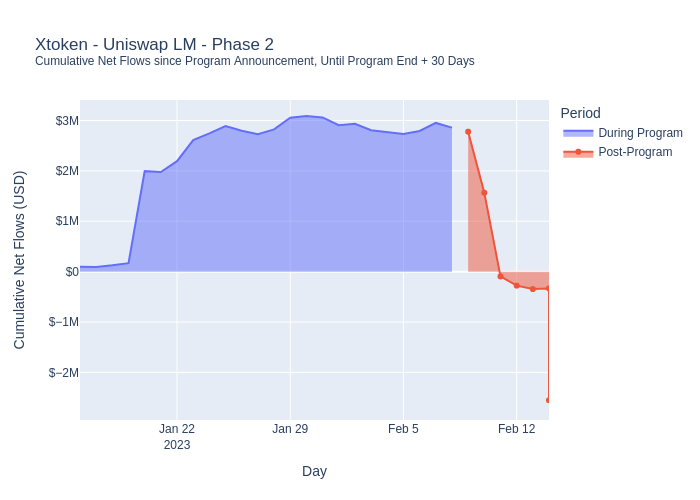 Xtoken - Uniswap LM - Phase 2
Cumulative Net Flows since Program Announcement, Until Program End + 30 Days
Period
During Program
Post-Program
Cumulative Net Flows (USD)
$3M
$2M
$1M
$0
$−1M
$−2M
Jan 22
2023
Jan 29
Feb 5
Feb 12
Day